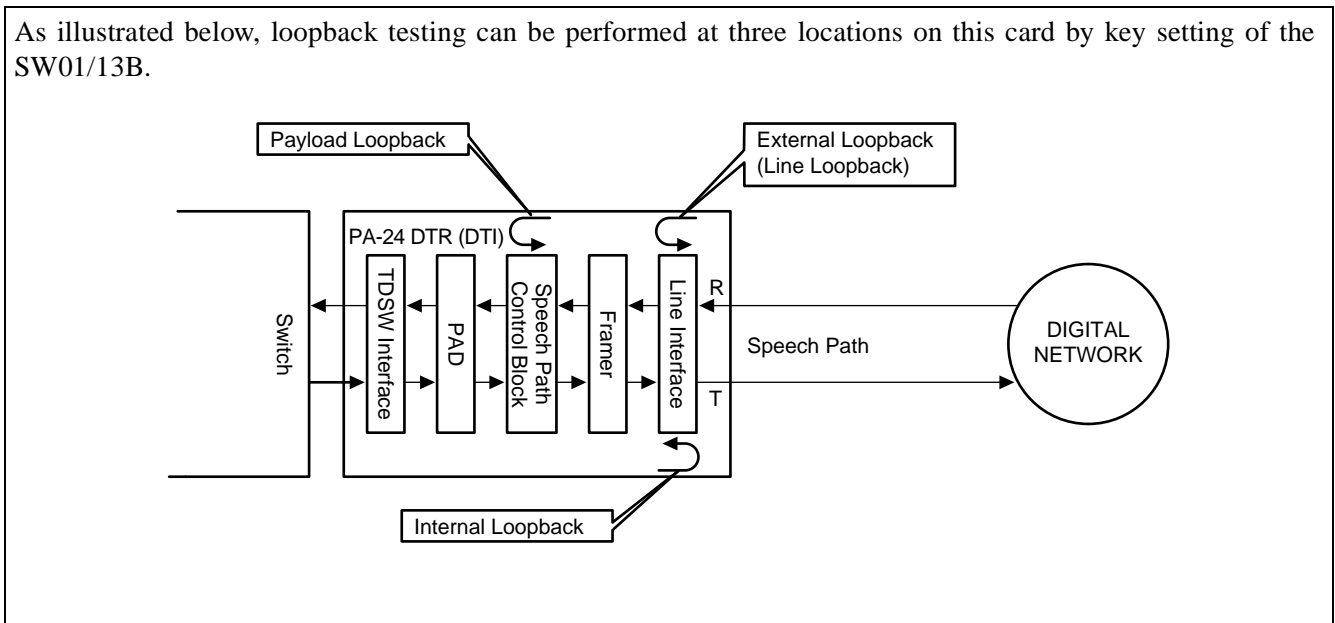 As illustrated below, loopback testing can be performed at three locations on this card by key setting of the
SW01/13B.
Payload Loopback
External Loopback
(Line Loopback)
PA-24 DTR (DTI)
Switch
TDSW Interface
PAD
Speech Path
Control Block
Framer
Line Interface
R
Speech Path
T
DIGITAL
NETWORK
Internal Loopback